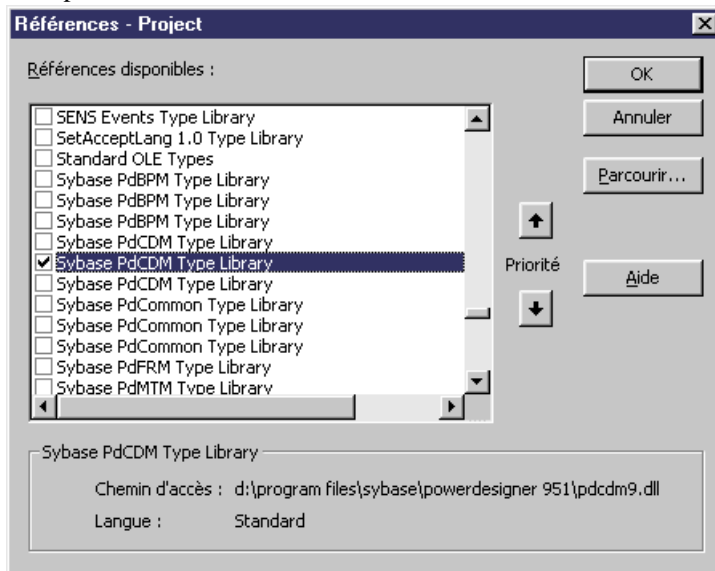 Références - Project
Références disponibles :
SENS Events Type Library
SetAcceptLang 1.0 Type Library
Standard OLE Types
Sybase PdBPM Type Library
Sybase PdBPM Type Library
Sybase PdBPM Type Library
Sybase PdCDM Type Library
Sybase PdCDM Type Library
Sybase PdCDM Type Library
Sybase PdCommon Type Library
Sybase PdCommon Type Library
Sybase PdCommon Type Library
Sybase PdFRM Type Library
Sybase PdMTM Type Library
Priorité
OK
Annuler
Parcourir...
Aide
Sybase PdCDM Type Library
Chemin d'accès : d:\program files\sybase\powerdesigner 951\pdcdm9.dll
Langue : Standard